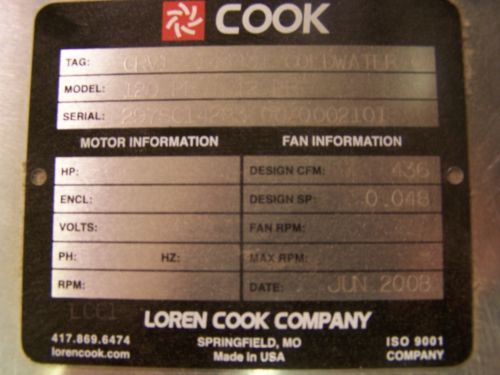 COOK
TAG: COLDWATER
MODEL:
SERIAL:
MOTOR INFORMATION FAN INFORMATION
HP: DESIGN CFM: 436
ENCL: DESIGN SP: 0.048
VOLTS: FAN RPM:
PH: HZ: MAX RPM:
RPM: DATE: JUN 2008
LOREN COOK COMPANY
417.869.6474 SPRINGFIELD, MO ISO 9001
lorencook.com Made in USA COMPANY